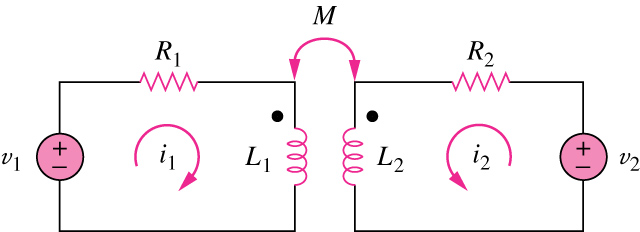 M
R1 R2
v1 + − i1 L1 L2 i2 + − v2